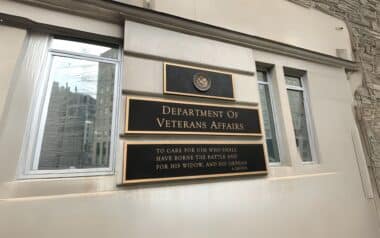 DEPARTMENT OF
VETERANS AFFAIRS
TO CARE FOR HIM WHO SHALL
HAVE BORNE THE BATTLE AND
FOR HIS WIDOW, AND HIS ORPHAN
A. LINCOLN